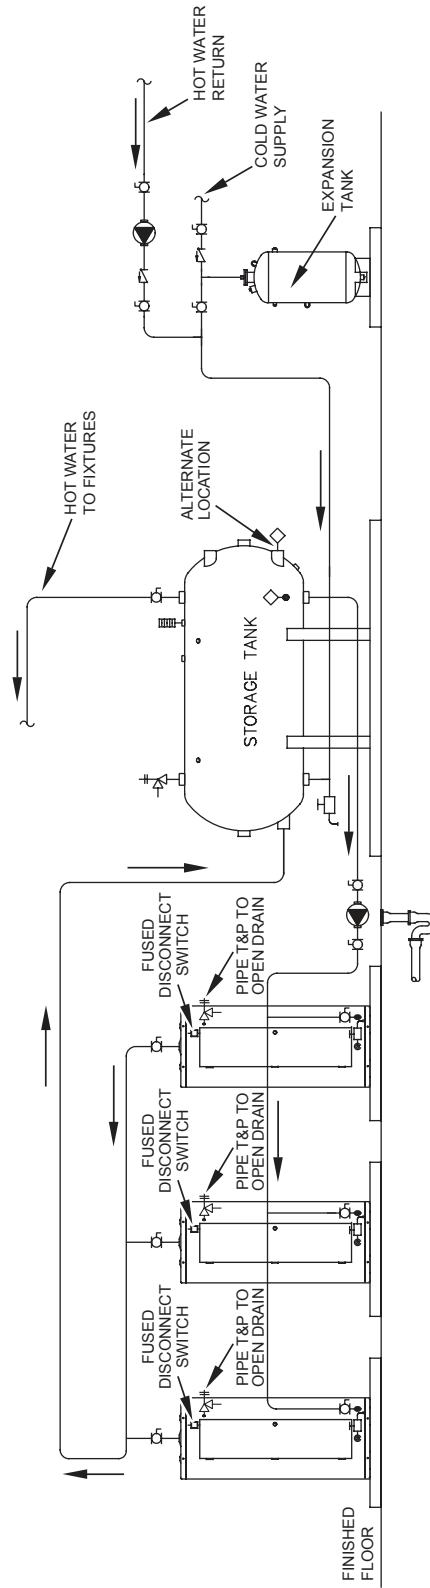 FINISHED
FLOOR
FUSED
DISCONNECT
SWITCH
PIPE T&P TO
OPEN DRAIN
FUSED
DISCONNECT
SWITCH
PIPE T&P TO
OPEN DRAIN
FUSED
DISCONNECT
SWITCH
PIPE T&P TO
OPEN DRAIN
STORAGE TANK
HOT WATER
TO FIXTURES
ALTERNATE
LOCATION
HOT WATER
RETURN
COLD WATER
SUPPLY
EXPANSION
TANK